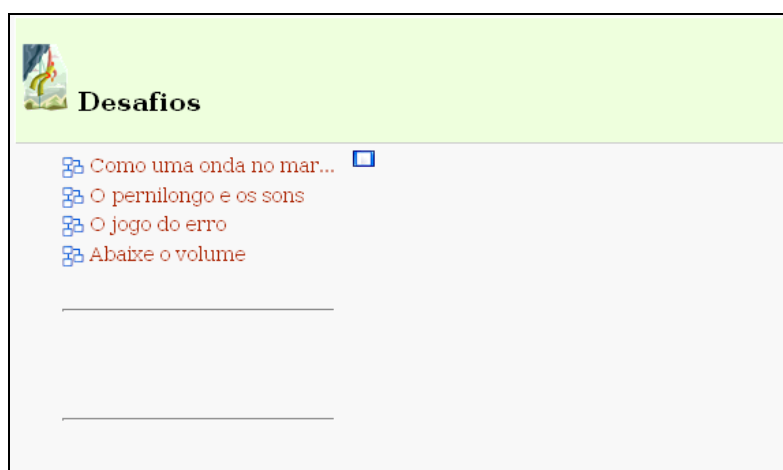 Desafios
Como uma onda no mar...
O pernilongo e os sons
O jogo do erro
Abaixe o volume